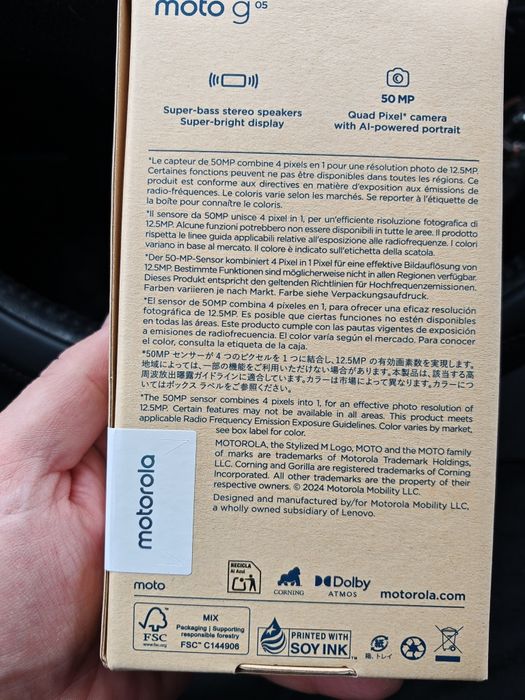 moto g 05
Super-bass stereo speakers
Super-bright display
50 MP
Quad Pixel* camera
with AI-powered portrait
*Le capteur de 50MP combine 4 pixels en 1 pour une résolution photo de 12.5MP.
Certaines fonctions peuvent ne pas être disponibles dans toutes les régions. Ce
produit est conforme aux directives en matière d'exposition aux émissions de
radio-fréquences. Le coloris varie selon les marchés. Se reporter à l'étiquette de
la boîte pour connaître le coloris.
*Il sensore da 50MP unisce 4 pixel in 1, per un'efficiente risoluzione fotografica di
12.5MP. Alcune funzioni potrebbero non essere disponibili in tutte le aree. Il prodotto
rispetta le linee guida applicabili relative all'esposizione alle radiofrequenze. I colori
variano in base al mercato. Il colore è indicato sull'etichetta della scatola.
*Der 50-MP-Sensor kombiniert 4 Pixel in 1 Pixel für eine effektive Bildauflösung von
12.5MP. Bestimmte Funktionen sind möglicherweise nicht in allen Regionen verfügbar.
Dieses Produkt entspricht den geltenden Richtlinien für Hochfrequenzemissionen.
Farben variieren je nach Markt. Farbe siehe Verpackungsaufdruck.
*El sensor de 50MP combina 4 píxeles en 1, para ofrecer una eficaz resolución
fotográfica de 12.5MP. Es posible que ciertas funciones no estén disponibles
en todas las áreas. Este producto cumple con las pautas vigentes de exposición
a emisiones de radiofrecuencia. El color varía según el mercado. Para conocer
el color, consulta la etiqueta de la caja.
*50MP センサーが 4 つのピクセルを 1 つに結合し、12.5MP の有効画素数を実現します。
地域によっては、一部の機能をご利用いただけない場合があります。本製品は、該当する高
周波放出曝露ガイドラインに適合しています。カラーは市場によって異なります。カラーにつ
いてはボックス ラベルをご参照ください。
*The 50MP sensor combines 4 pixels into 1, for an effective photo resolution of
12.5MP. Certain features may not be available in all areas. This product meets
applicable Radio Frequency Emission Exposure Guidelines. Color varies by market,
see box label for color.
MOTOROLA, the Stylized M Logo, MOTO and the MOTO family
of marks are trademarks of Motorola Trademark Holdings,
LLC. Corning and Gorilla are registered trademarks of Corning
Incorporated. All other trademarks are the property of their
respective owners. © 2024 Motorola Mobility LLC.
Designed and manufactured by/for Motorola Mobility LLC,
a wholly owned subsidiary of Lenovo.
motorola
moto
RECICLA
Al Azul
CORNING
Dolby
ATMOS
motorola.com
FSC
www.fsc.org
MIX
Packaging | Supporting
responsible forestry
FSC™ C144906
PRINTED WITH
SOY INK™
紙
箱、トレイ